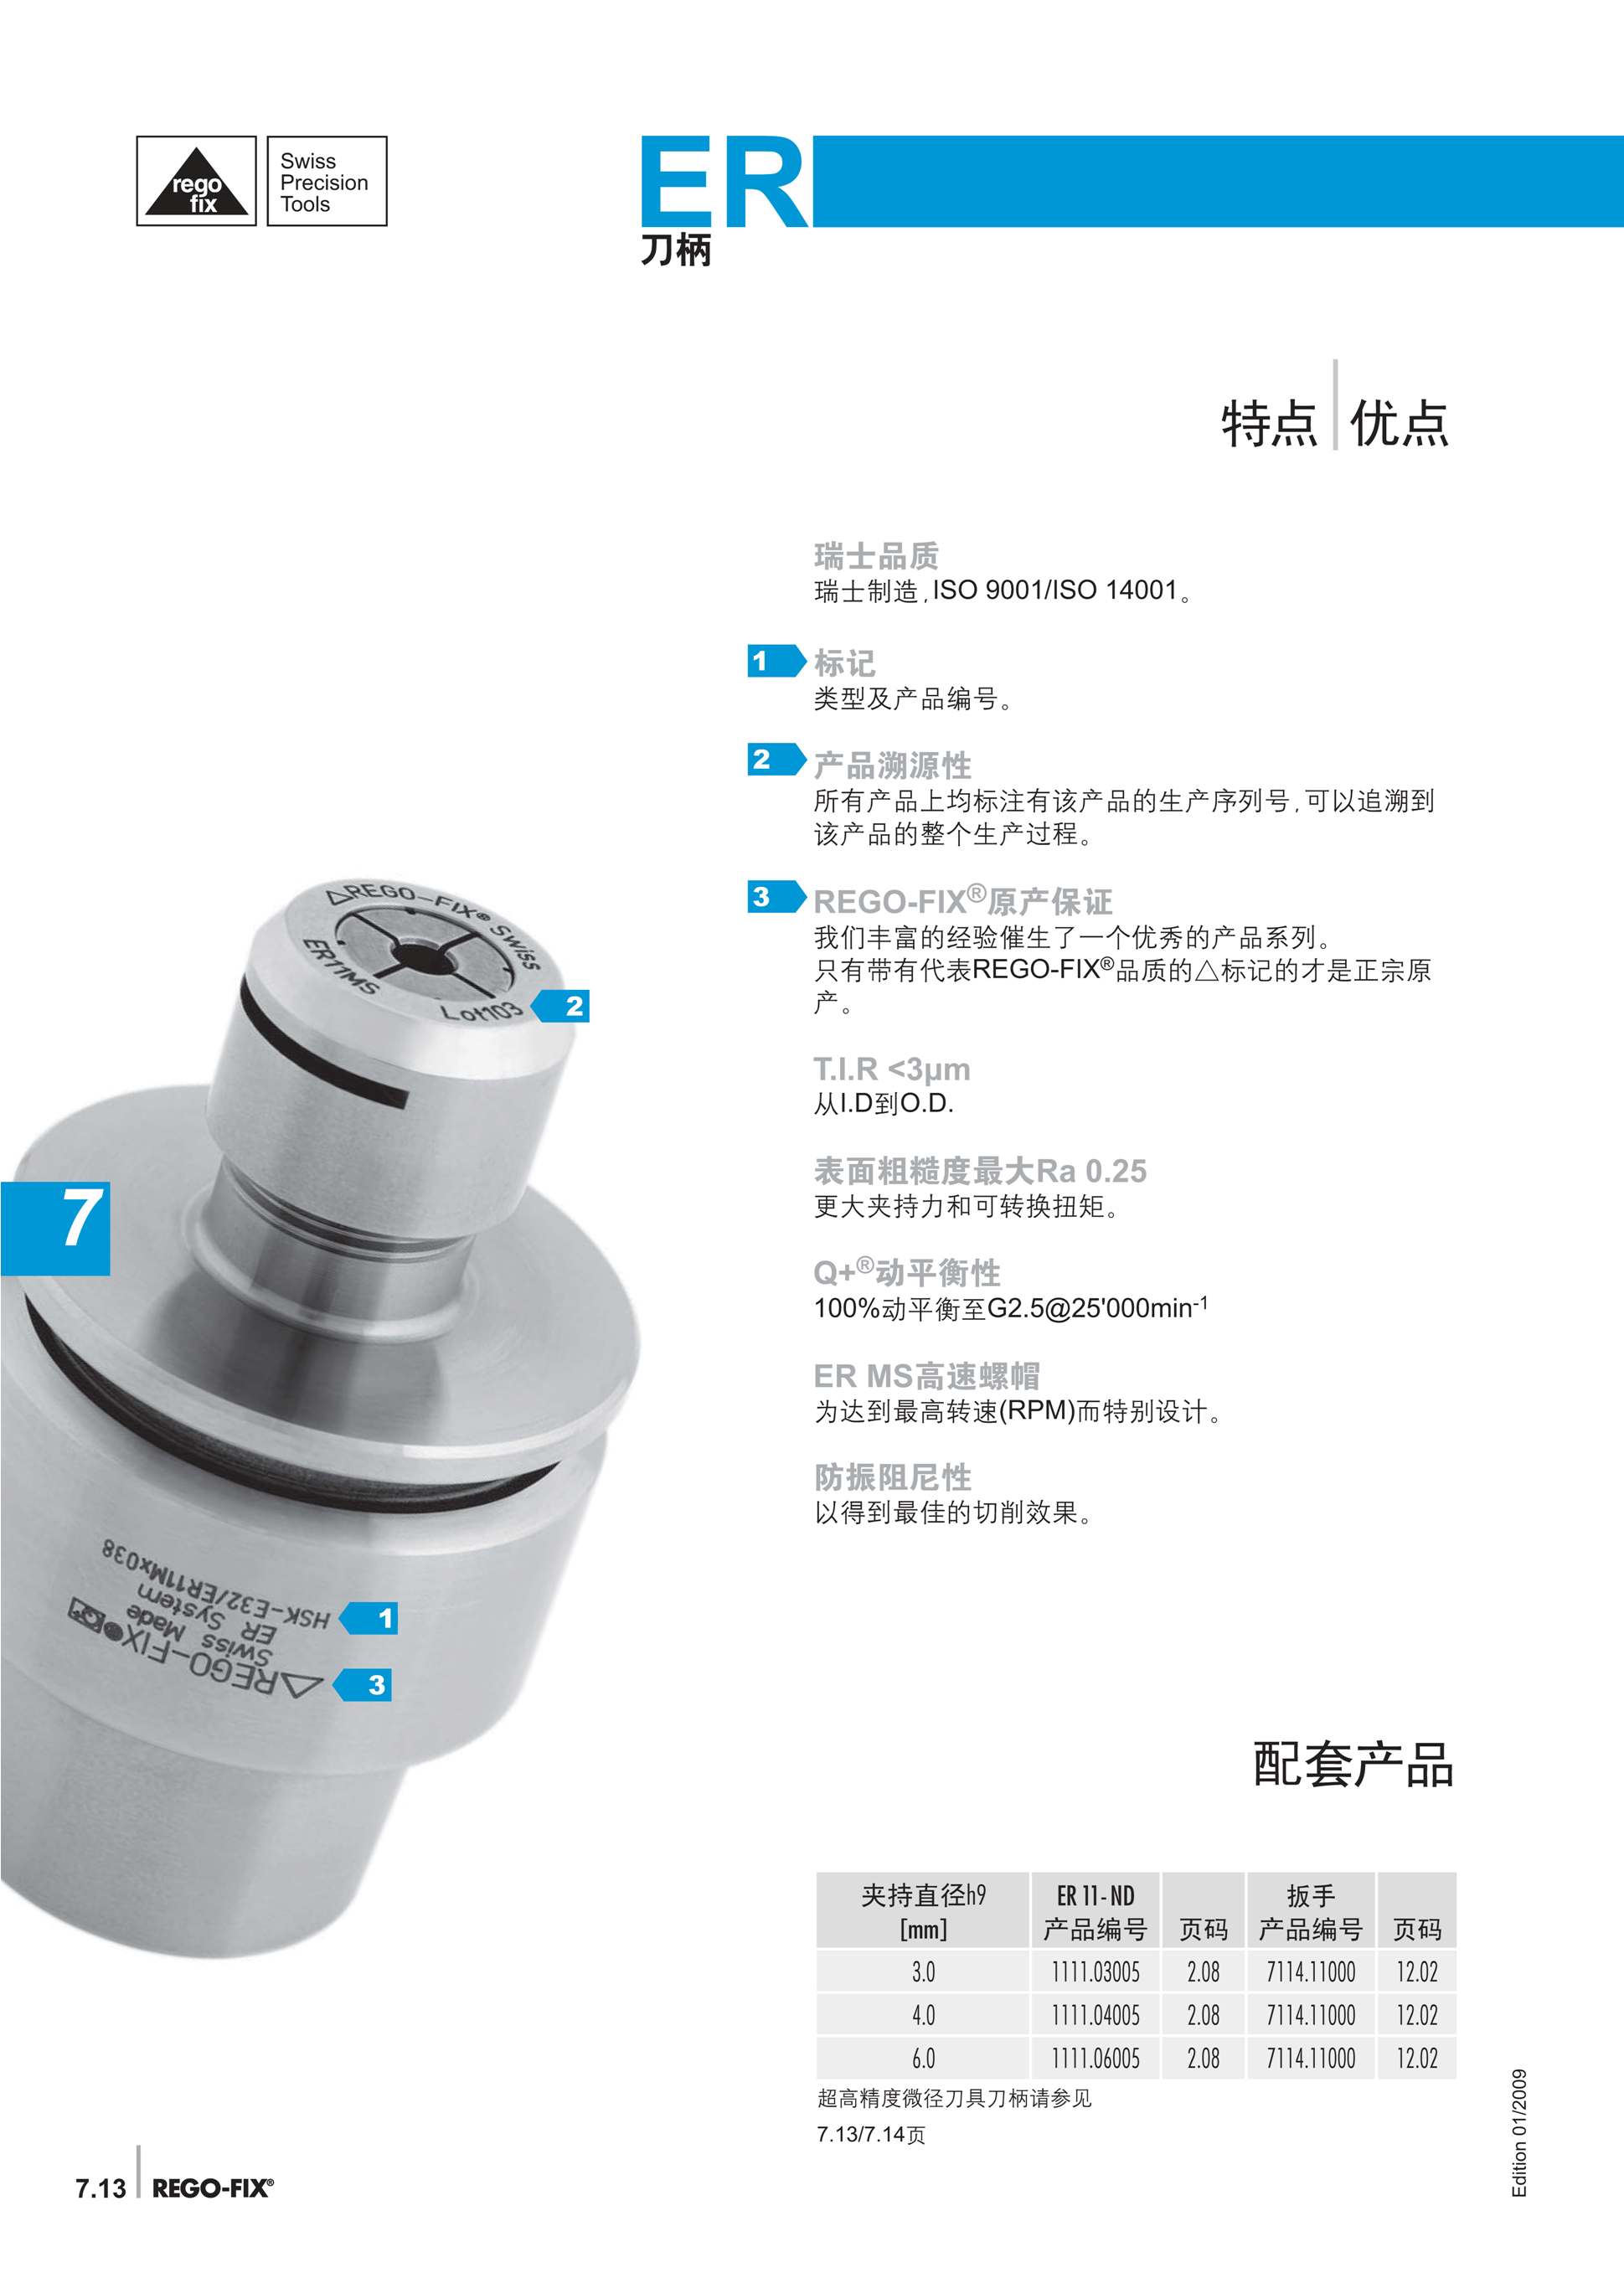 rego
fix
Swiss
Precision
Tools
ER
刀柄
特点 优点
瑞士品质
瑞士制造,ISO 9001/ISO 14001。
1 标记
类型及产品编号。
2 产品溯源性
所有产品上均标注有该产品的生产序列号,可以追溯到
该产品的整个生产过程。
3 REGO-FIX®原产保证
我们丰富的经验催生了一个优秀的产品系列。
只有带有代表REGO-FIX®品质的△标记的才是正宗原
产。
T.I.R <3µm
从I.D到O.D.
表面粗糙度最大Ra 0.25
更大夹持力和可转换扭矩。
Q+®动平衡性
100%动平衡至G2.5@25'000min-1
ER MS高速螺帽
为达到最高转速(RPM)而特别设计。
防振阻尼性
以得到最佳的切削效果。
△REGO-FIX® Swiss
ER11MS
Lot103
2
7
HSK-E32/ER11Mx038
ER System
Swiss Made
△REGO-FIX®
1
3
配套产品
夹持直径h9 ER 11-ND 扳手
[mm] 产品编号 页码 产品编号 页码
3.0 1111.03005 2.08 7114.11000 12.02
4.0 1111.04005 2.08 7114.11000 12.02
6.0 1111.06005 2.08 7114.11000 12.02
超高精度微径刀具刀柄请参见
7.13/7.14页
7.13 REGO-FIX®
Edition 01/2009